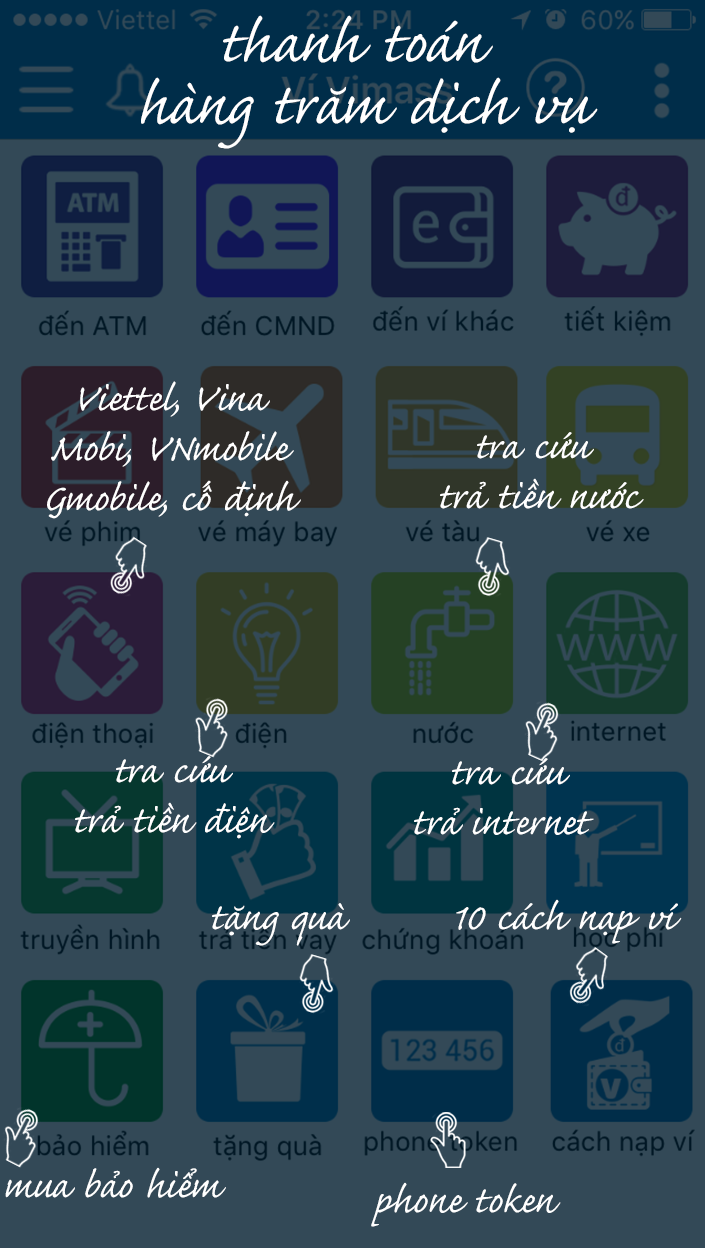 Viettel 2:24 PM 60%
thanh toán
Ví Vimass ?
hàng trăm dịch vụ
ATM e đ
đến ATM đến CMND đến ví khác tiết kiệm
Viettel, Vina
Mobi, VNmobile
Gmobile, cố định
tra cứu
trả tiền nước
vé phim vé máy bay vé tàu vé xe
WWW
điện thoại điện nước internet
tra cứu
trả tiền điện
tra cứu
trả internet
tặng quà
10 cách nạp ví
truyền hình trả tiền vay chứng khoán học phí
123 456 đ V
bảo hiểm tặng quà phone token cách nạp ví
mua bảo hiểm
phone token